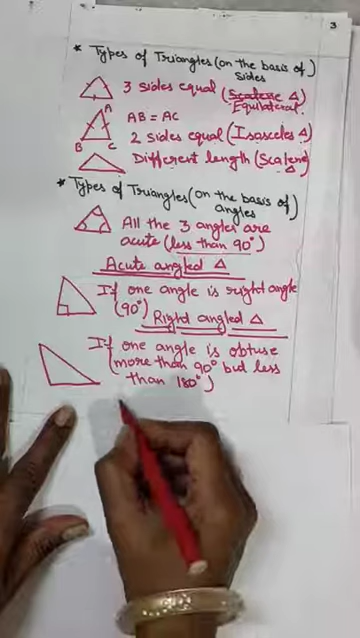 3
* Types of Triangles (on the basis of)
sides
3 sides equal (Scalene Δ)
Equilateral
A
AB = AC
B C
2 sides equal (Isosceles Δ)
Different length (Scalene Δ)
* Types of Triangles (on the basis of)
angles
All the 3 angles are
acute (less than 90°)
Acute angled Δ
If one angle is right angle
(90°)
Right angled Δ
If one angle is obtuse
(more than 90° but less
than 180°)